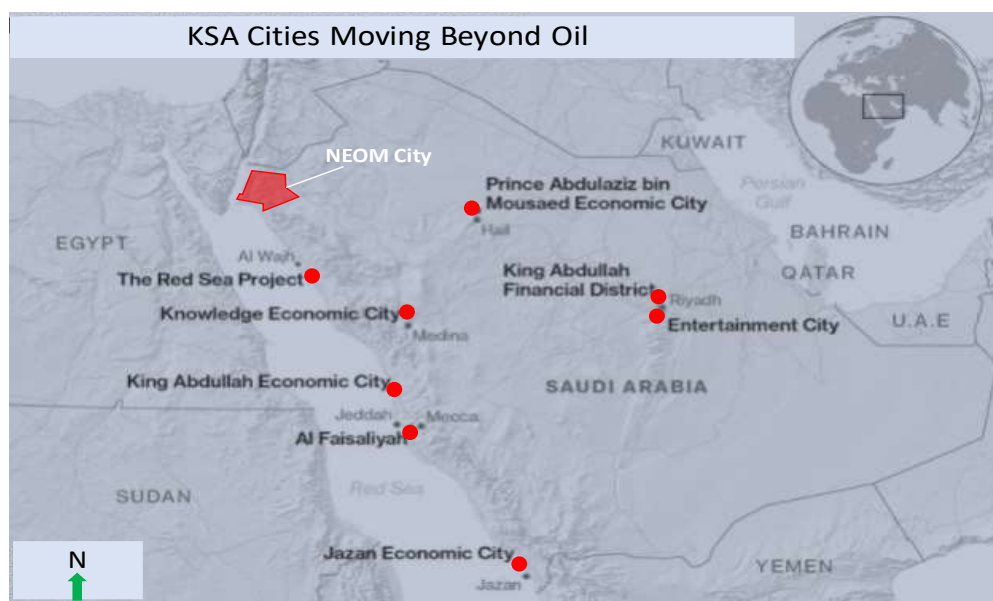 KSA Cities Moving Beyond Oil
KUWAIT
NEOM City
Prince Abdulaziz bin
Mousaed Economic City
Persian
Gulf
Hail
BAHRAIN
EGYPT
Al Wajh
The Red Sea Project
King Abdullah
Financial District
QATAR
Riyadh
Knowledge Economic City
Medina
Entertainment City
U.A.E
King Abdullah Economic City
SAUDI ARABIA
Jeddah
Mecca
Al Faisaliyah
Red Sea
SUDAN
Jazan Economic City
Jazan
YEMEN
N